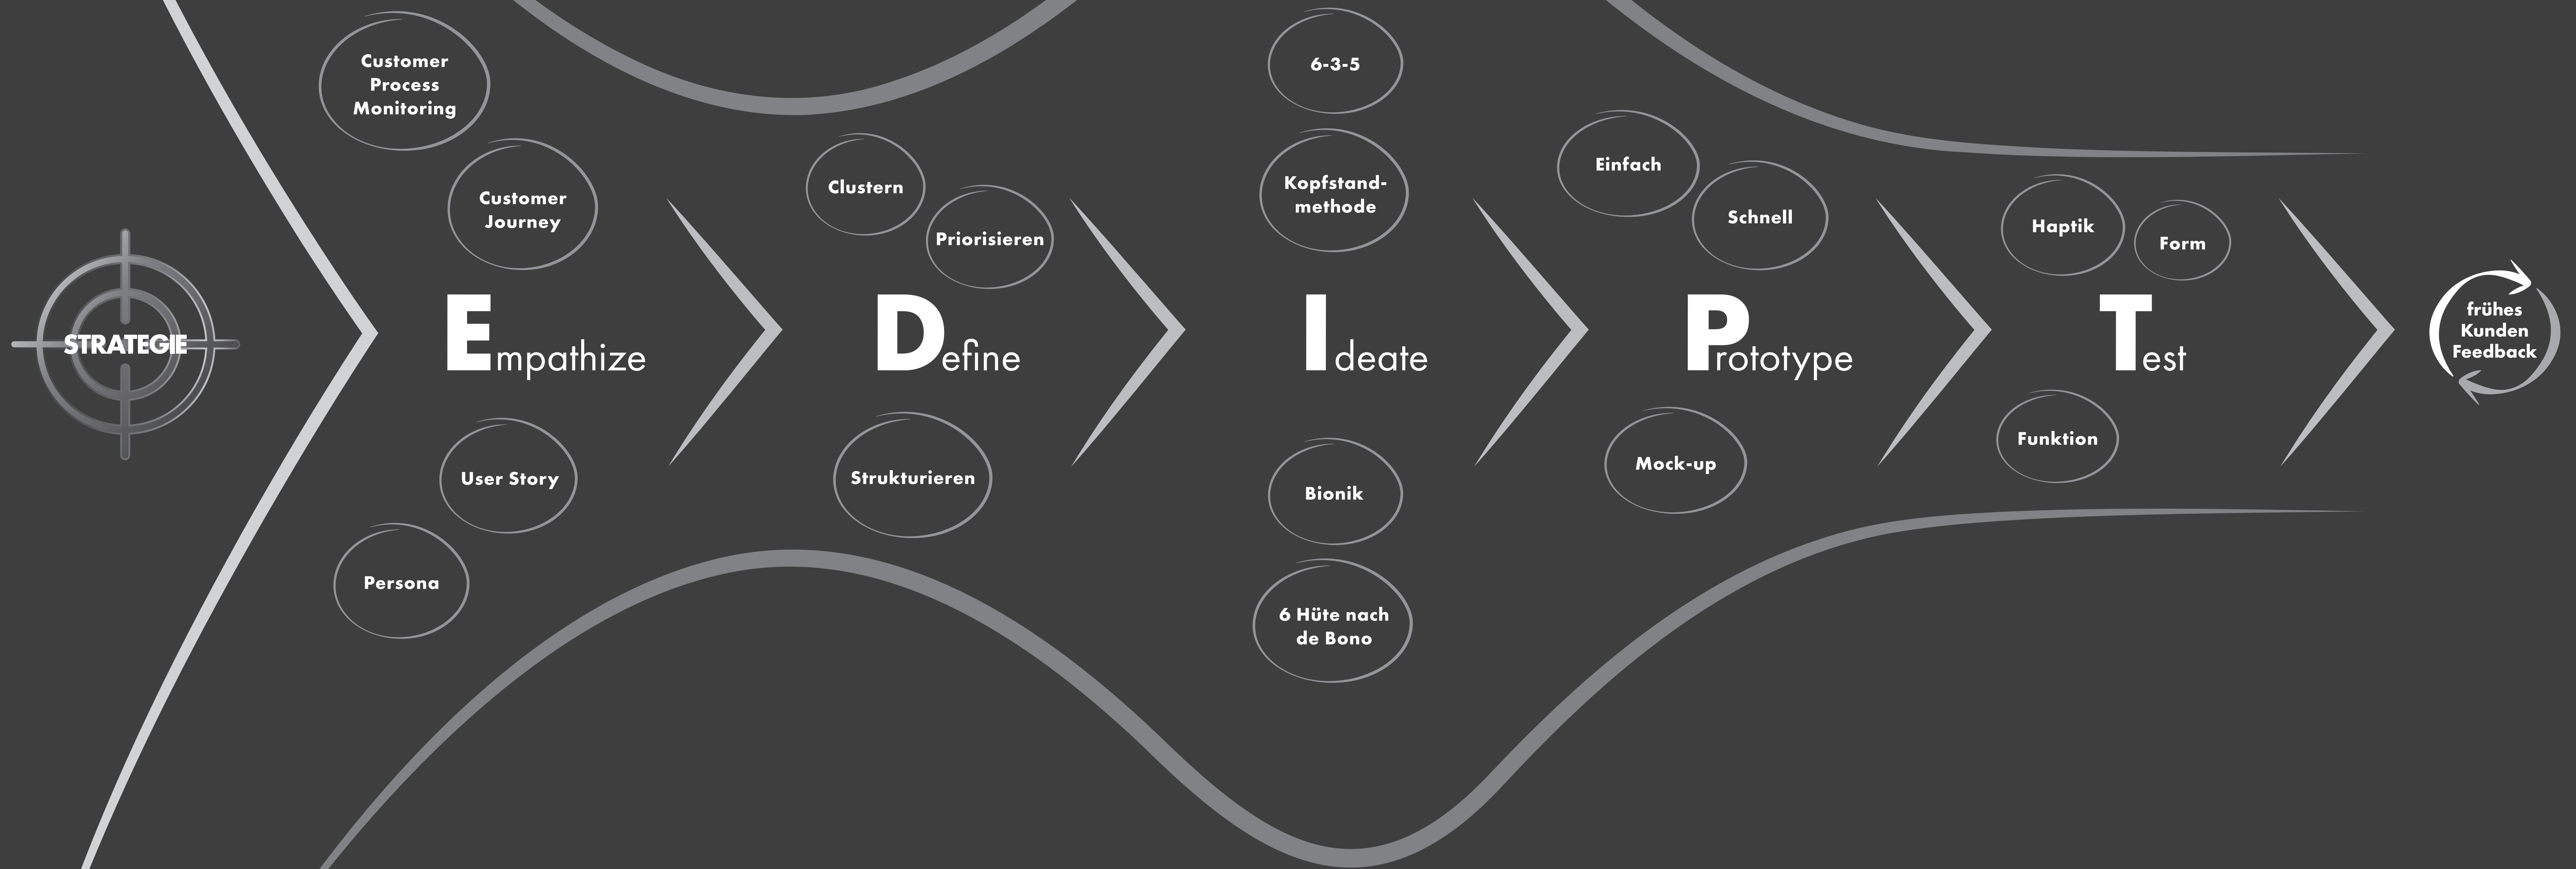 STRATEGIE
Customer
Process
Monitoring
Customer
Journey
Empathize
User Story
Persona
Clustern
Priorisieren
Define
Strukturieren
6-3-5
Kopfstand-
methode
Ideate
Bionik
6 Hüte nach
de Bono
Einfach
Schnell
Prototype
Mock-up
Haptik
Form
Test
Funktion
frühes
Kunden
Feedback